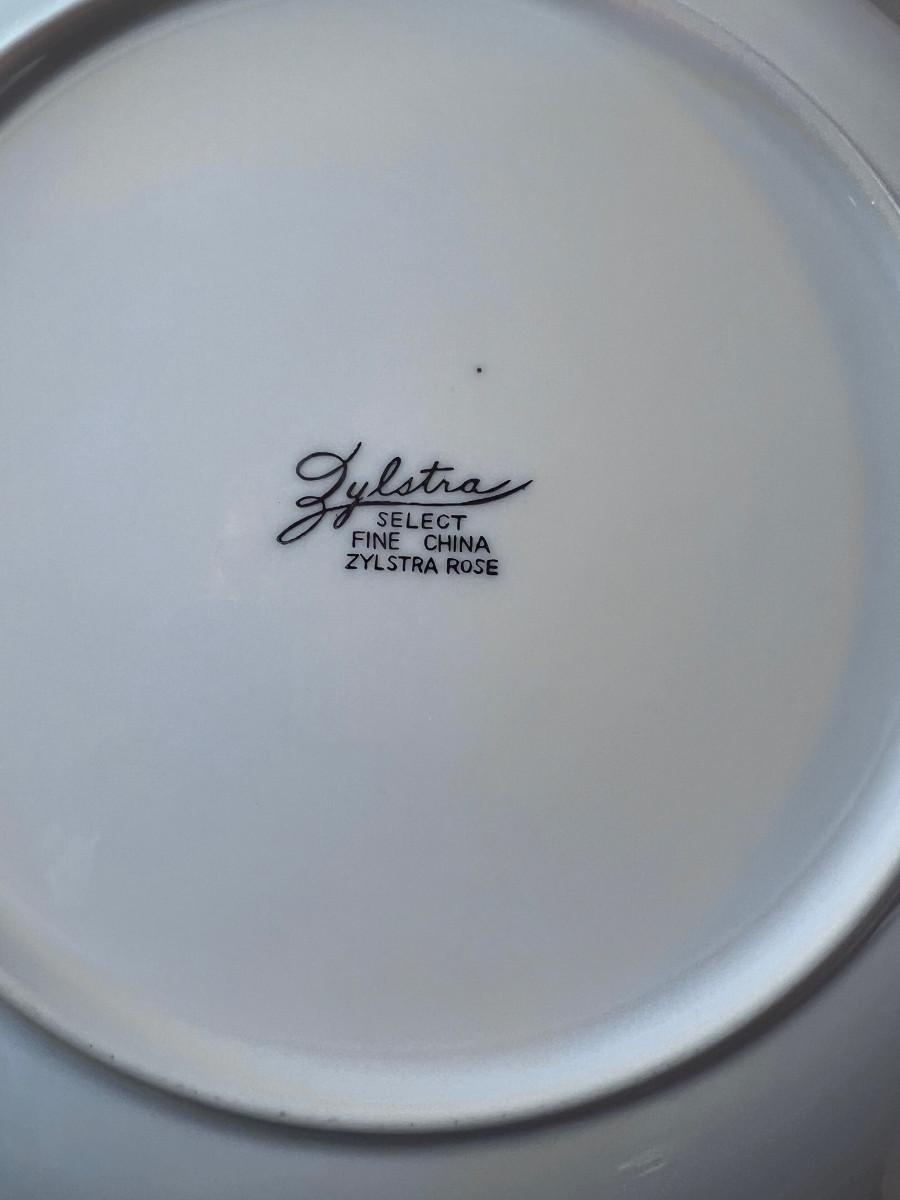 Zylstra
SELECT
FINE CHINA
ZYLSTRA ROSE